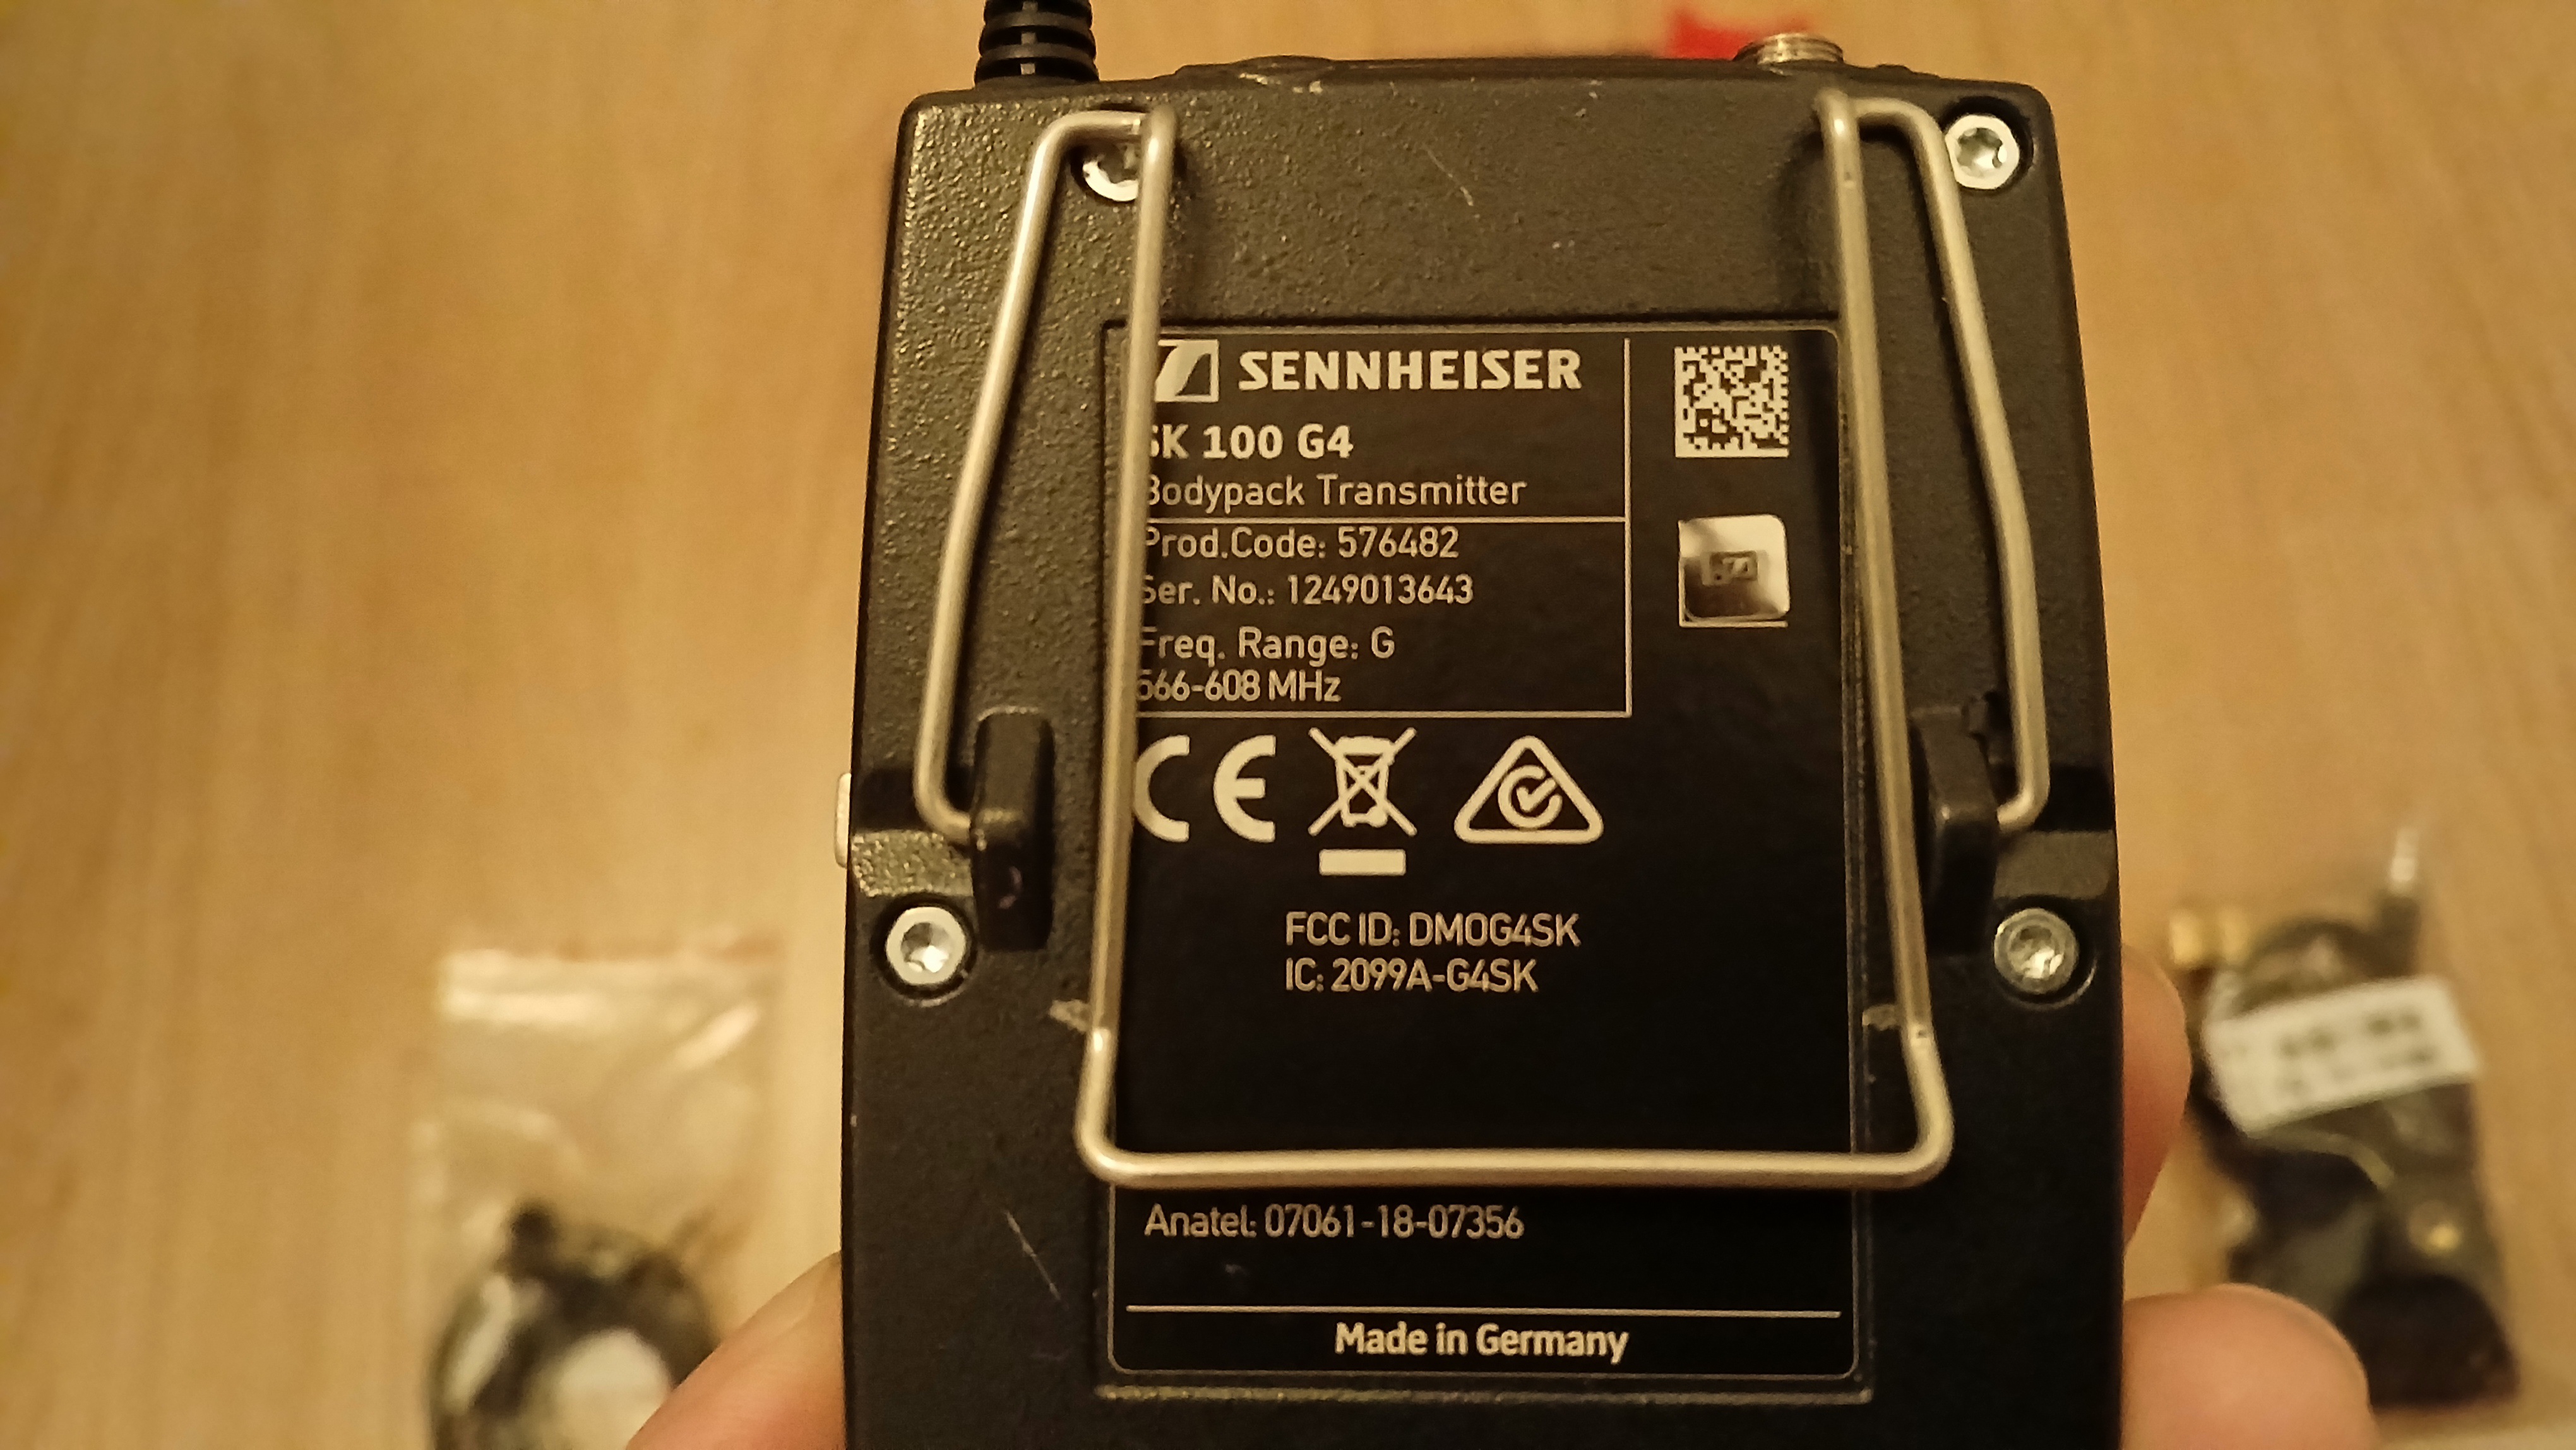 SENNHEISER
SK 100 G4
Bodypack Transmitter
Prod.Code: 576482
Ser. No.: 1249013643
Freq. Range: G
566-608 MHz
CE
FCC ID: DMOG4SK
IC: 2099A-G4SK
Anatel: 07061-18-07356
Made in Germany